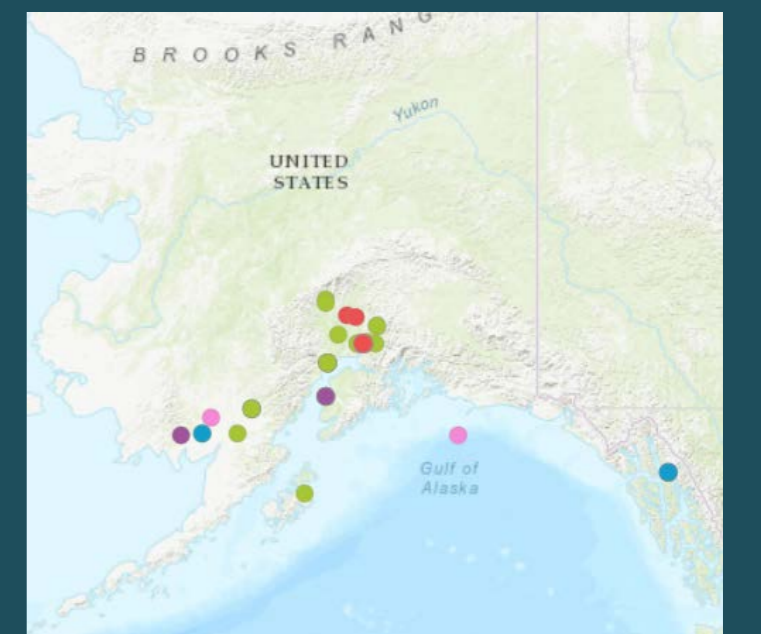 BROOKS RANG
Yukon
UNITED
STATES
Gulf of
Alaska